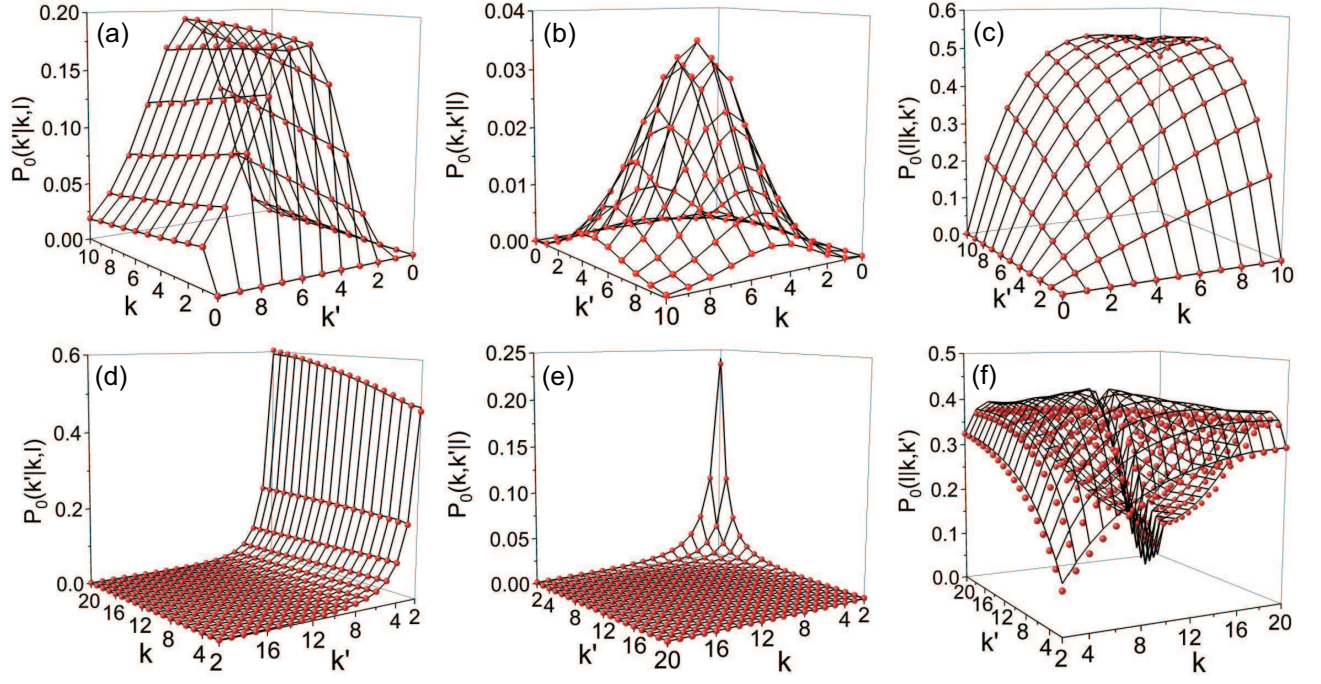 (a)
0.20
0.15
0.10
0.05
0.00
P₀(k'|k,l)
10 8 6 4 2 0
k
8 6 4 2 0
k'
(b)
0.04
0.03
0.02
0.01
0.00
P₀(k,k'|l)
0 2 4 6 8 10
k'
8 6 4 2 0
k
(c)
0.6
0.5
0.4
0.3
0.2
0.1
0.0
P₀(l|k,k')
10 8 6 4 2 0
k'
2 4 6 8 10
k
(d)
0.6
0.4
0.2
0.0
P₀(k'|k,l)
20 16 12 8 4 2
k
16 12 8 4 2
k'
(e)
0.25
0.20
0.15
0.10
0.05
0.00
P₀(k,k'|l)
2 4 8 12 16 20
k'
16 12 8 4 2
k
(f)
0.5
0.4
0.3
0.2
0.1
0.0
P₀(l|k,k')
20 16 12 8 4 2
k'
4 8 12 16 20
k